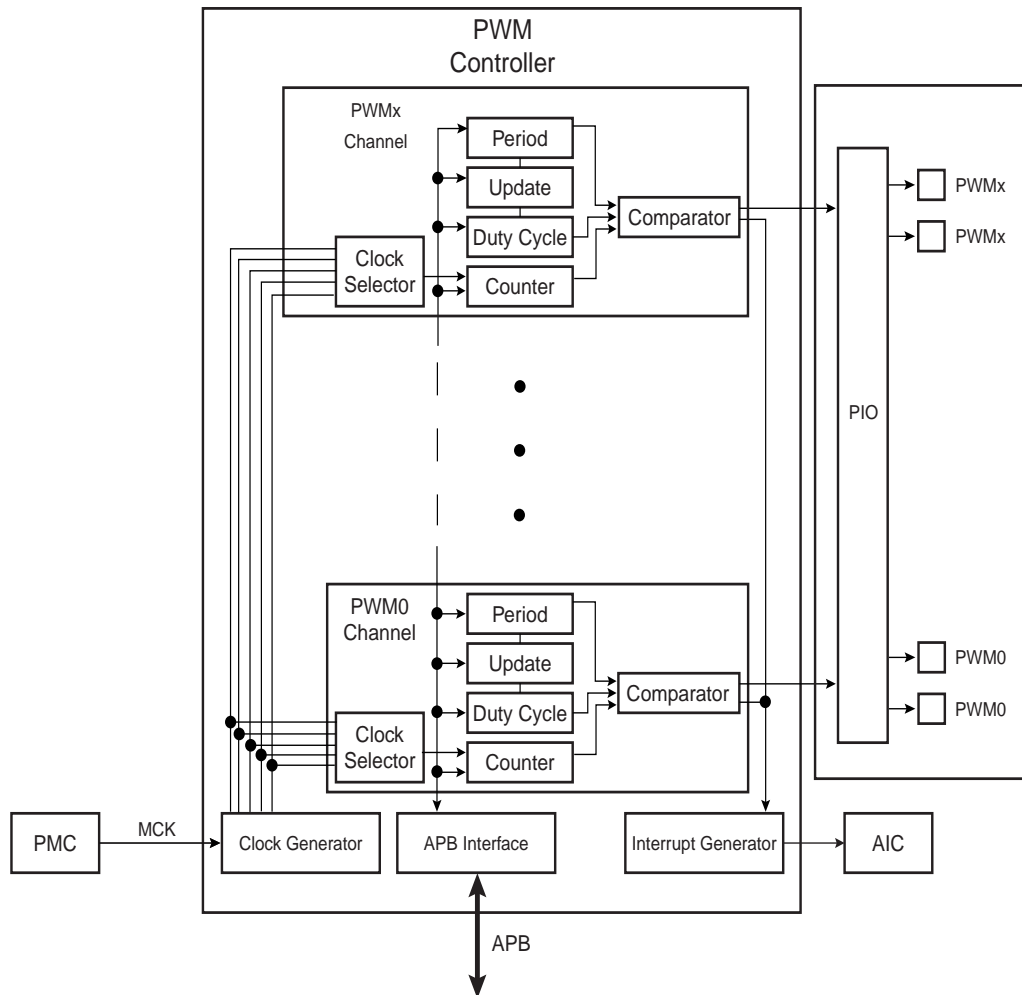 PWM
Controller
PWMx
Channel
Period
Update
Duty Cycle
Clock
Selector
Counter
Comparator
PWMx
PWMx
PIO
PWM0
Channel
Period
Update
Duty Cycle
Clock
Selector
Counter
Comparator
PWM0
PWM0
PMC
MCK
Clock Generator
APB Interface
Interrupt Generator
AIC
APB